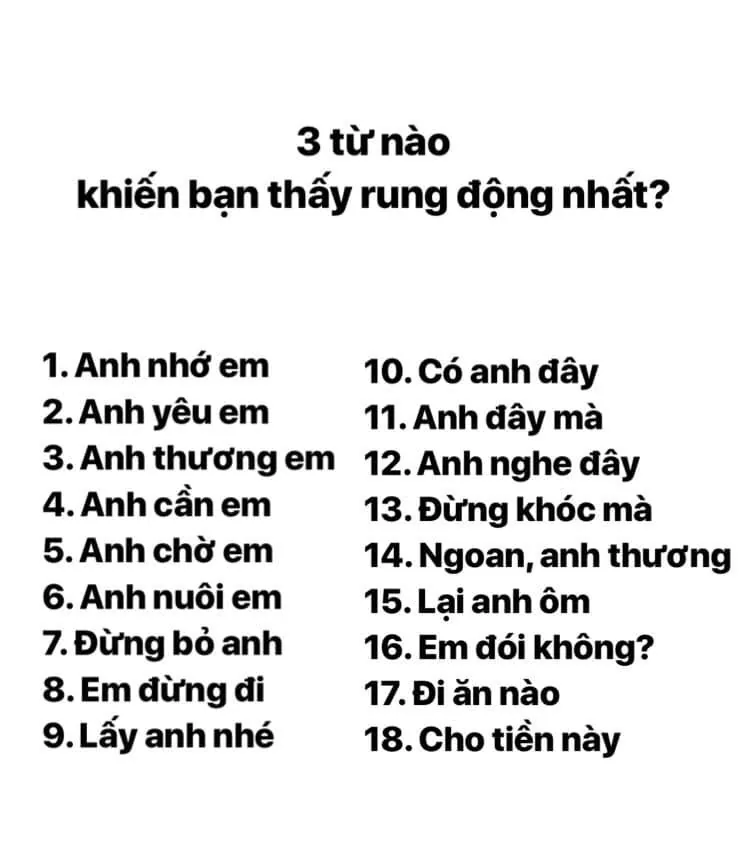 3 từ nào
khiến bạn thấy rung động nhất?
1. Anh nhớ em
2. Anh yêu em
3. Anh thương em
4. Anh cần em
5. Anh chờ em
6. Anh nuôi em
7. Đừng bỏ anh
8. Em đừng đi
9. Lấy anh nhé
10. Có anh đây
11. Anh đây mà
12. Anh nghe đây
13. Đừng khóc mà
14. Ngoan, anh thương
15. Lại anh ôm
16. Em đói không?
17. Đi ăn nào
18. Cho tiền này